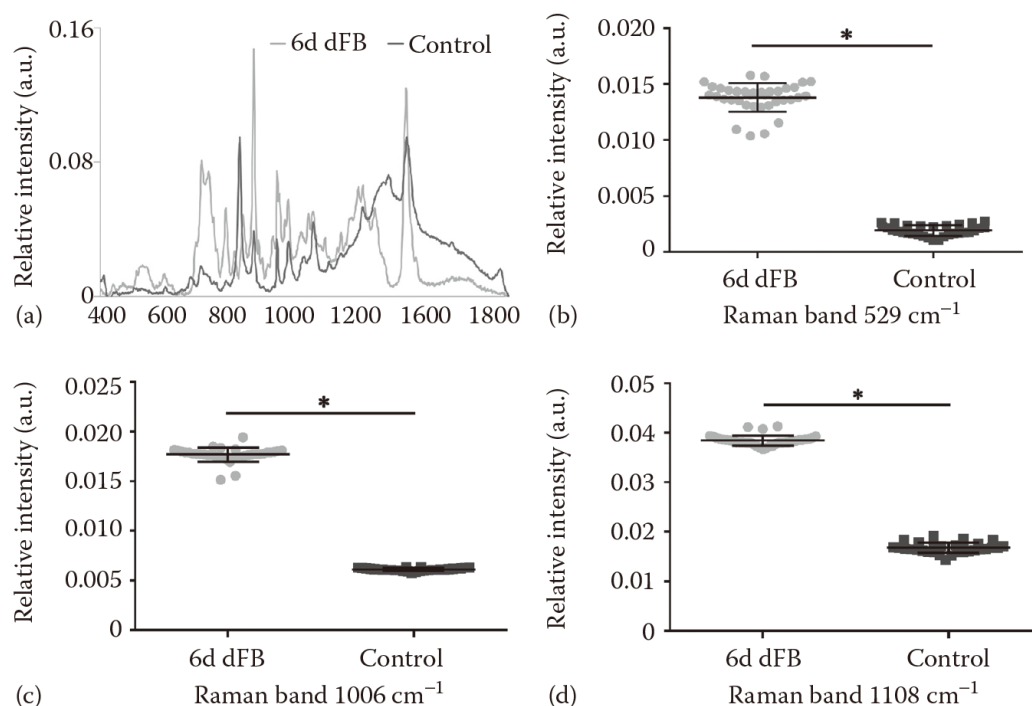 0.16
0.08
0
Relative intensity (a.u.)
6d dFB
Control
400 600 800 1000 1200 1400 1600 1800
(a)
0.020
0.015
0.010
0.005
0
Relative intensity (a.u.)
*
6d dFB Control
(b) Raman band 529 cm⁻¹
0.025
0.020
0.015
0.010
0.005
0
Relative intensity (a.u.)
*
6d dFB Control
(c) Raman band 1006 cm⁻¹
0.05
0.04
0.03
0.02
0.01
0
Relative intensity (a.u.)
*
6d dFB Control
(d) Raman band 1108 cm⁻¹